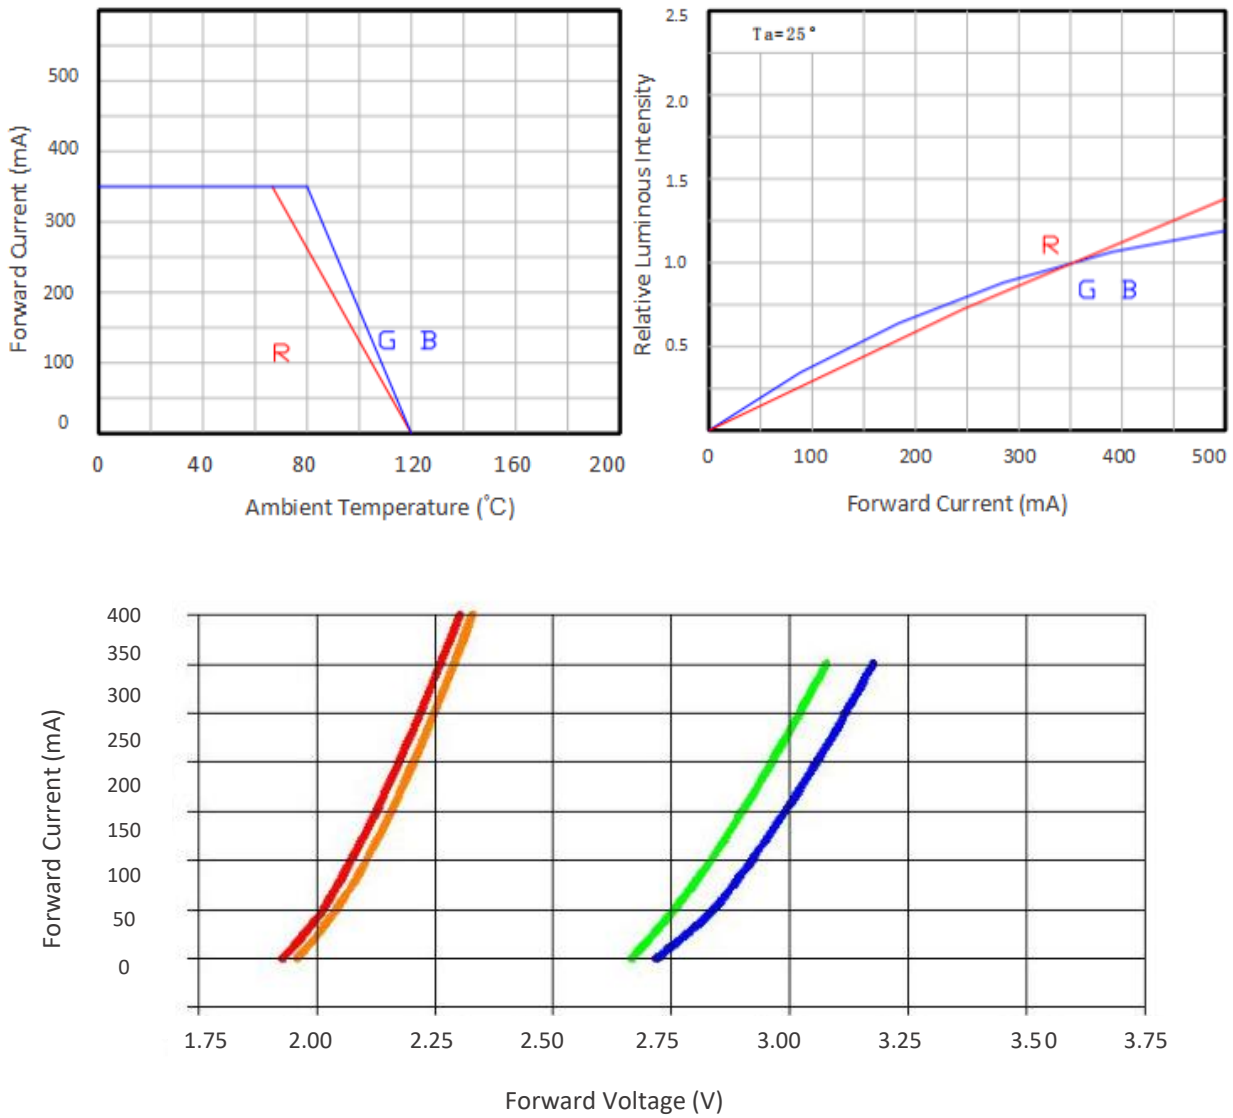 500
400
300
200
100
0
Forward Current (mA)
R
G B
0 40 80 120 160 200
Ambient Temperature (℃)
2.5
2.0
1.5
1.0
0.5
Relative Luminous Intensity
Ta=25°
R
G B
0 100 200 300 400 500
Forward Current (mA)
400
350
300
250
200
150
100
50
0
Forward Current (mA)
1.75 2.00 2.25 2.50 2.75 3.00 3.25 3.50 3.75
Forward Voltage (V)